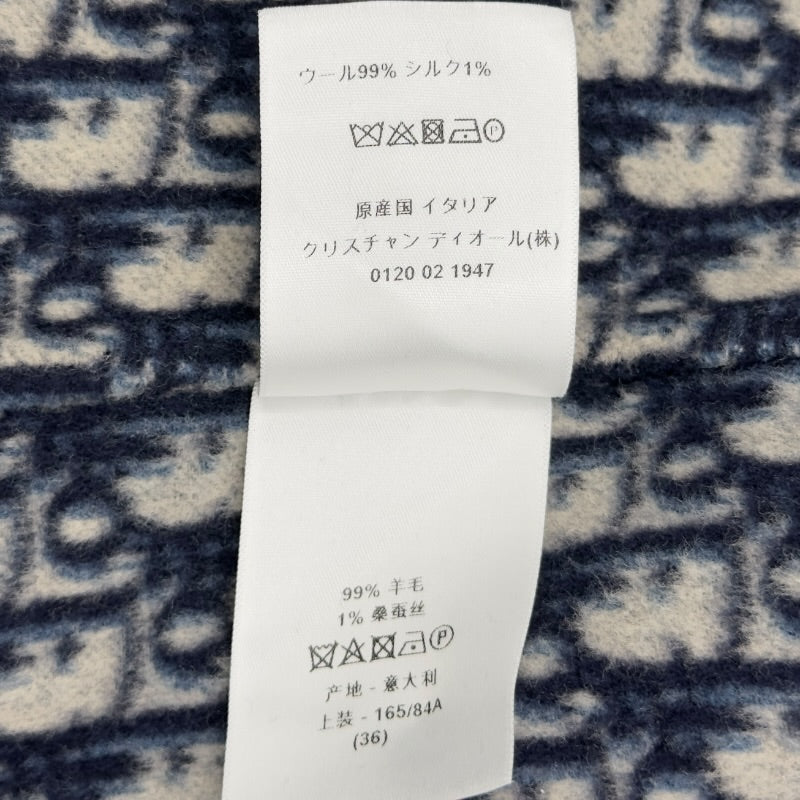 ウール99% シルク1%
P
原産国 イタリア
クリスチャン ディオール(株)
0120 02 1947
99% 羊毛
1% 桑蚕丝
P
产地 - 意大利
上装 - 165/84A
(36)